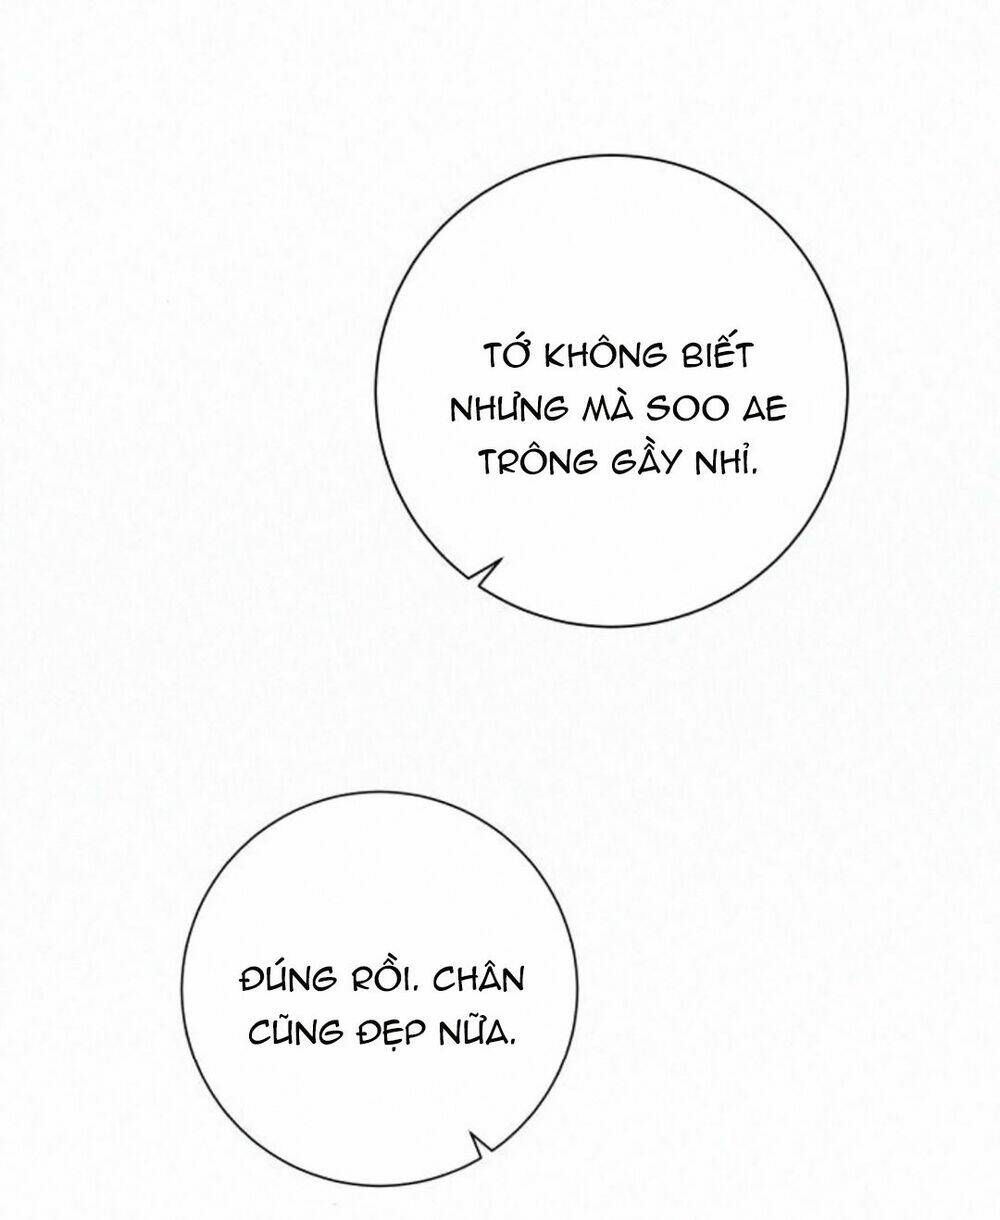 TỚ KHÔNG BIẾT
NHƯNG MÀ SOO AE
TRÔNG GẦY NHỈ.
ĐÚNG RỒI. CHÂN
CŨNG ĐẸP NỮA.